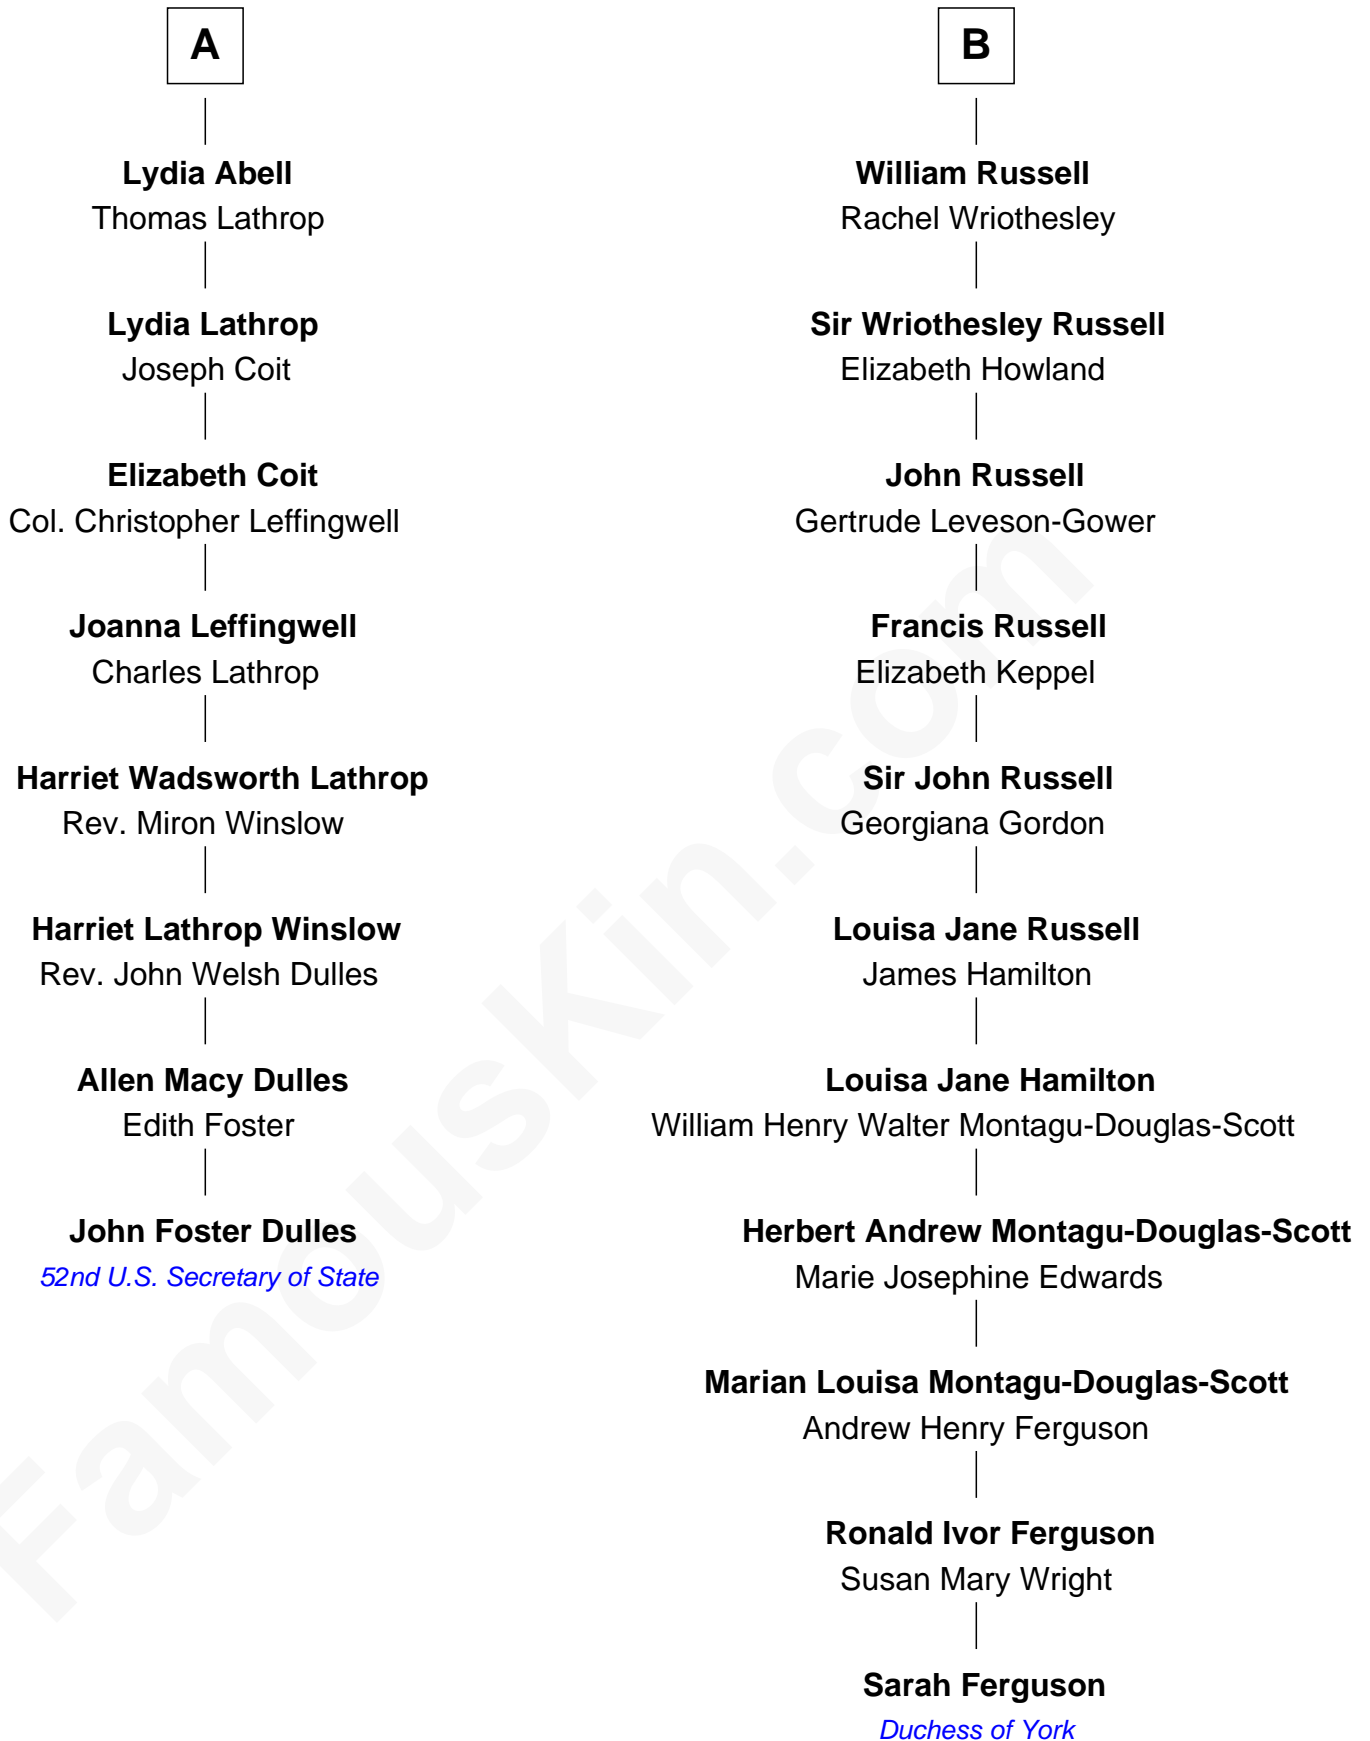 A
Lydia Abell
Thomas Lathrop
Lydia Lathrop
Joseph Coit
Elizabeth Coit
Col. Christopher Leffingwell
Joanna Leffingwell
Charles Lathrop
Harriet Wadsworth Lathrop
Rev. Miron Winslow
Harriet Lathrop Winslow
Rev. John Welsh Dulles
Allen Macy Dulles
Edith Foster
John Foster Dulles
52nd U.S. Secretary of State
B
William Russell
Rachel Wriothesley
Sir Wriothesley Russell
Elizabeth Howland
John Russell
Gertrude Leveson-Gower
Francis Russell
Elizabeth Keppel
Sir John Russell
Georgiana Gordon
Louisa Jane Russell
James Hamilton
Louisa Jane Hamilton
William Henry Walter Montagu-Douglas-Scott
Herbert Andrew Montagu-Douglas-Scott
Marie Josephine Edwards
Marian Louisa Montagu-Douglas-Scott
Andrew Henry Ferguson
Ronald Ivor Ferguson
Susan Mary Wright
Sarah Ferguson
Duchess of York
FamousKin.com